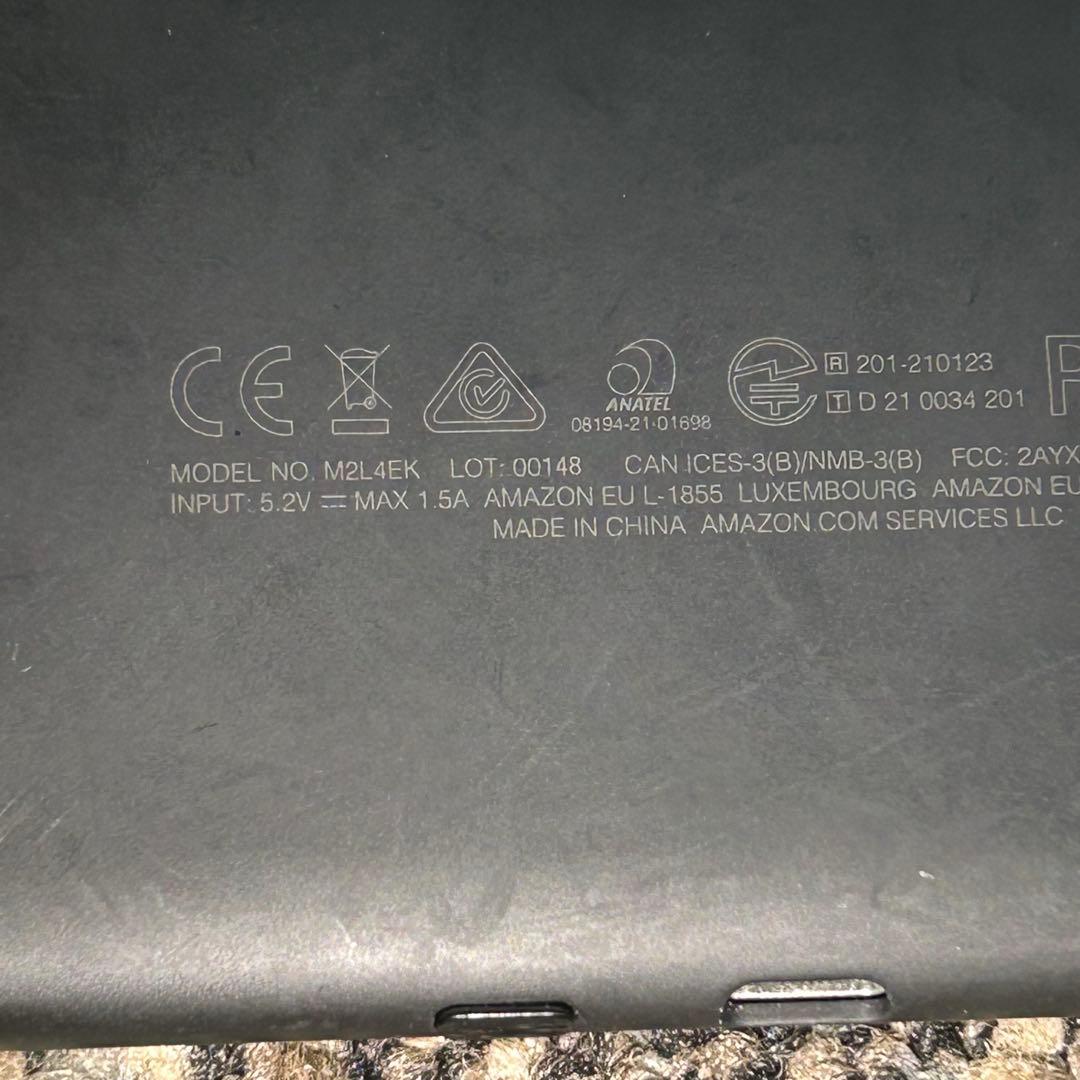 CE
ANATEL
08194-21-01698
R 201-210123
T D 21 0034 201
P
MODEL NO. M2L4EK LOT: 00148 CAN ICES-3(B)/NMB-3(B) FCC: 2AYX
INPUT: 5.2V ⎓ MAX 1.5A AMAZON EU L-1855 LUXEMBOURG AMAZON EU
MADE IN CHINA AMAZON.COM SERVICES LLC